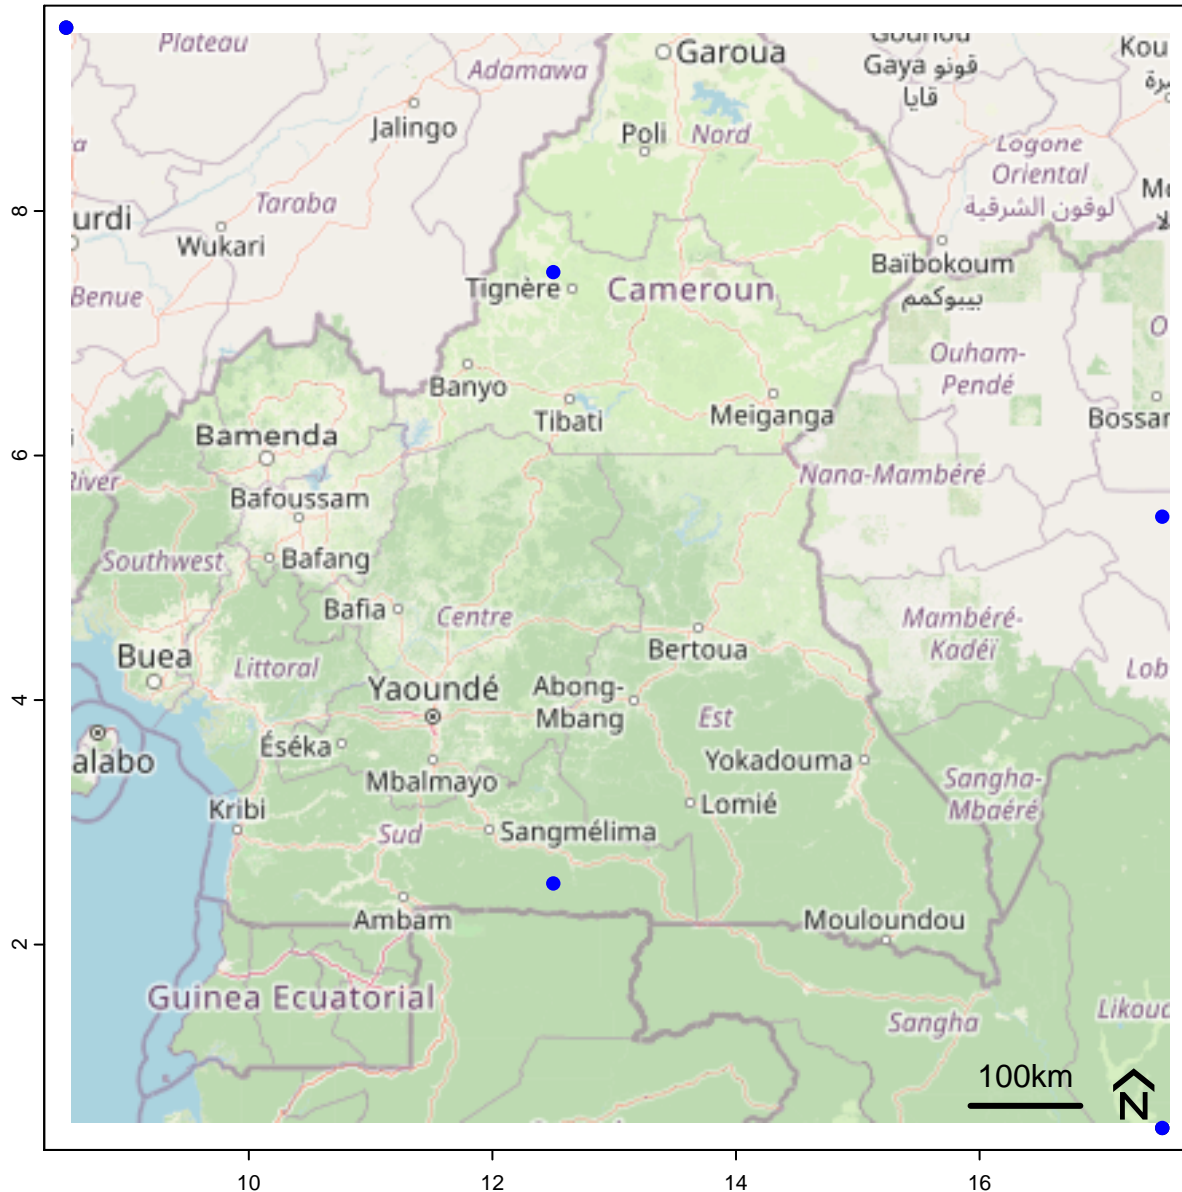 Plateau
Adamawa
Garoua
Gaya قونو
قايا
Jalingo
Poli
Nord
Logone
Oriental
لوقون الشرقية
Taraba
8
urdi
Wukari
Baïbokoum
بيبوكمم
Benue
Tignère
Cameroun
Ouham-
Pendé
Banyo
Tibati
Meiganga
Bossar
Bamenda
6
River
Nana-Mambéré
Bafoussam
Southwest
Bafang
Bafia
Centre
Mambéré-
Kadéï
Buea
Littoral
Bertoua
Lob
Yaoundé
Abong-
Mbang
4
Est
Éséka
alabo
Mbalmayo
Yokadouma
Sangha-
Mbaéré
Kribi
Lomié
Sud
Sangmélima
Ambam
Mouloundou
2
Guinea Ecuatorial
Sangha
Likoua
100km
N
10
12
14
16